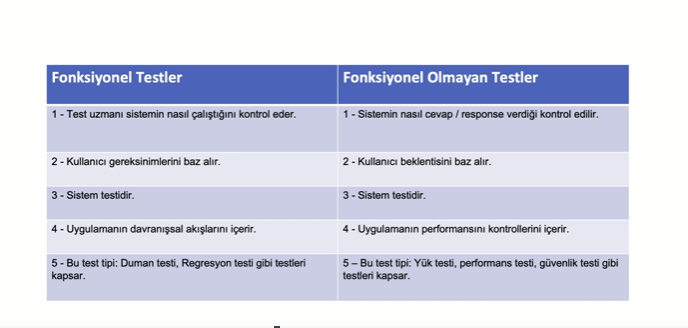 Fonksiyonel Testler
Fonksiyonel Olmayan Testler
1 - Test uzmanı sistemin nasıl çalıştığını kontrol eder.
1 - Sistemin nasıl cevap / response verdiği kontrol edilir.
2 - Kullanıcı gereksinimlerini baz alır.
2 - Kullanıcı beklentisini baz alır.
3 - Sistem testidir.
3 - Sistem testidir.
4 - Uygulamanın davranışsal akışlarını içerir.
4 - Uygulamanın performansını kontrollerini içerir.
5 - Bu test tipi: Duman testi, Regresyon testi gibi testleri
kapsar.
5 – Bu test tipi: Yük testi, performans testi, güvenlik testi gibi
testleri kapsar.